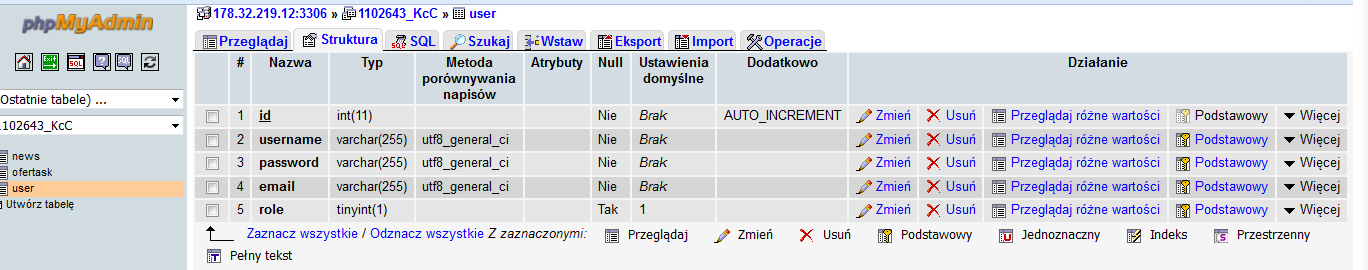 phpMyAdmin
178.32.219.12:3306 » 1102643_KcC » user
Przeglądaj Struktura SQL Szukaj Wstaw Eksport Import Operacje
Ostatnie tabele) ...
1102643_KcC
news
ofertask
user
Utwórz tabelę
# Nazwa Typ Metoda porównywania napisów Atrybuty Null Ustawienia domyślne Dodatkowo Działanie
1 id int(11) Nie Brak AUTO_INCREMENT Zmień Usuń Przeglądaj różne wartości Podstawowy Więcej
2 username varchar(255) utf8_general_ci Nie Brak Zmień Usuń Przeglądaj różne wartości Podstawowy Więcej
3 password varchar(255) utf8_general_ci Nie Brak Zmień Usuń Przeglądaj różne wartości Podstawowy Więcej
4 email varchar(255) utf8_general_ci Nie Brak Zmień Usuń Przeglądaj różne wartości Podstawowy Więcej
5 role tinyint(1) Tak 1 Zmień Usuń Przeglądaj różne wartości Podstawowy Więcej
Zaznacz wszystkie / Odznacz wszystkie Z zaznaczonymi: Przeglądaj Zmień Usuń Podstawowy Jednoznaczny Indeks Przestrzenny
Pełny tekst